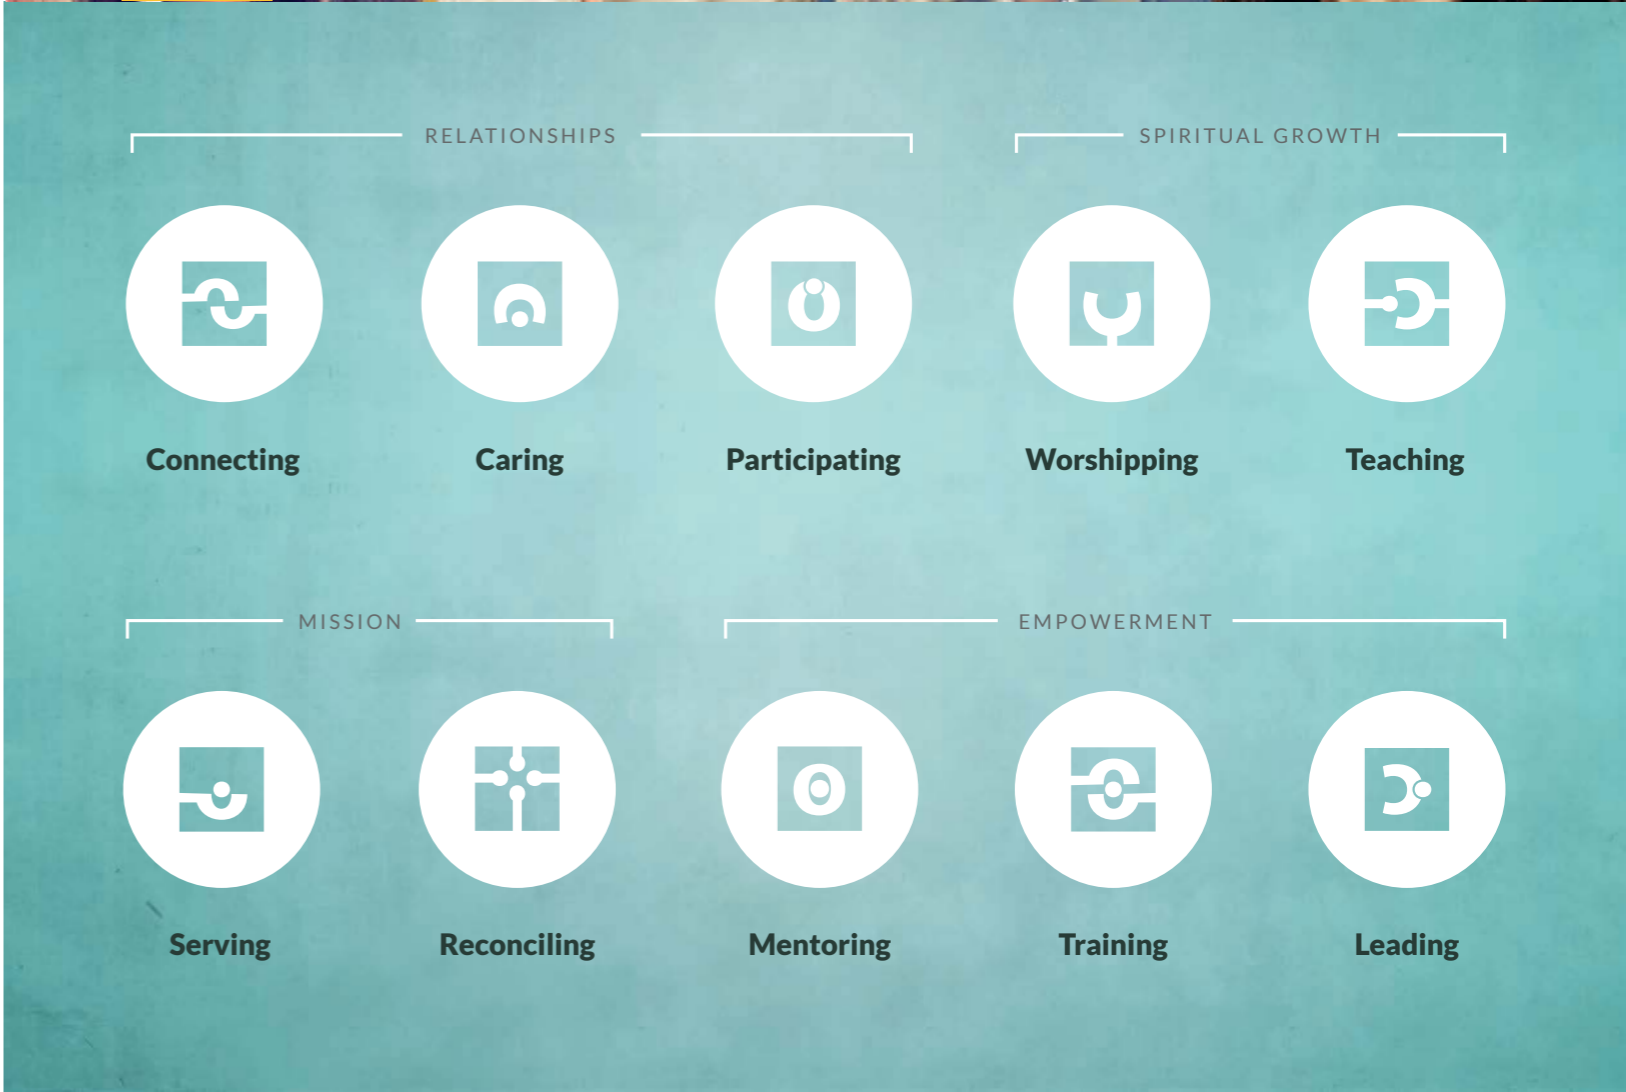 RELATIONSHIPS
SPIRITUAL GROWTH
Connecting
Caring
Participating
Worshipping
Teaching
MISSION
EMPOWERMENT
Serving
Reconciling
Mentoring
Training
Leading